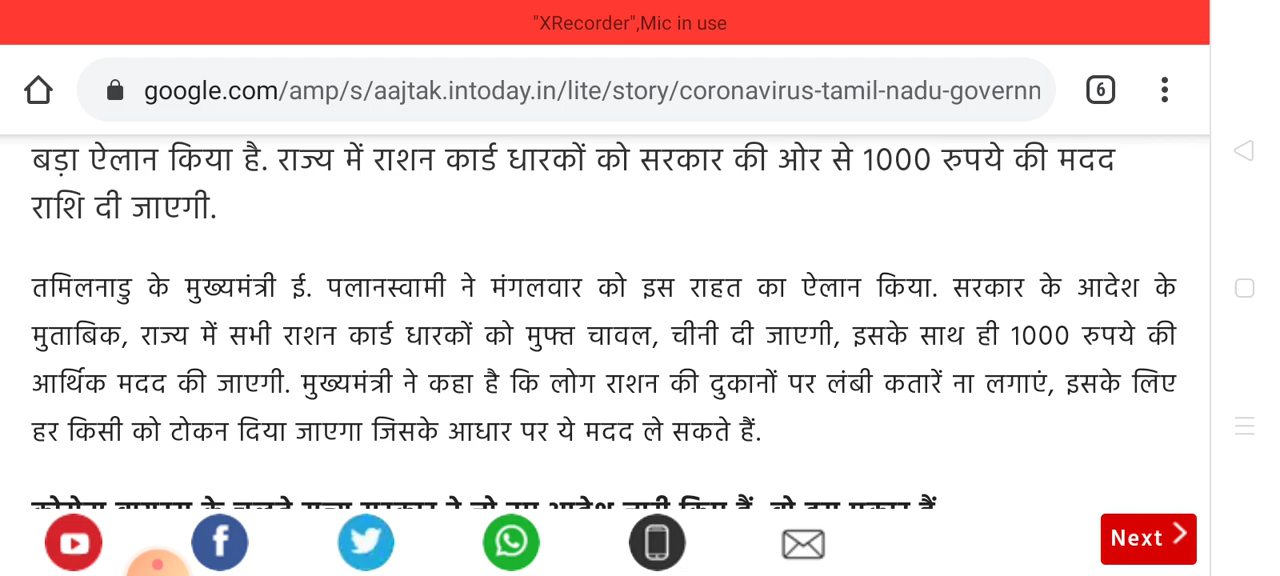 "XRecorder",Mic in use
google.com/amp/s/aajtak.intoday.in/lite/story/coronavirus-tamil-nadu-governn
6
बड़ा ऐलान किया है. राज्य में राशन कार्ड धारकों को सरकार की ओर से 1000 रुपये की मदद
राशि दी जाएगी.
तमिलनाडु के मुख्यमंत्री ई. पलानस्वामी ने मंगलवार को इस राहत का ऐलान किया. सरकार के आदेश के
मुताबिक, राज्य में सभी राशन कार्ड धारकों को मुफ्त चावल, चीनी दी जाएगी, इसके साथ ही 1000 रुपये की
आर्थिक मदद की जाएगी. मुख्यमंत्री ने कहा है कि लोग राशन की दुकानों पर लंबी कतारें ना लगाएं, इसके लिए
हर किसी को टोकन दिया जाएगा जिसके आधार पर ये मदद ले सकते हैं.
Next